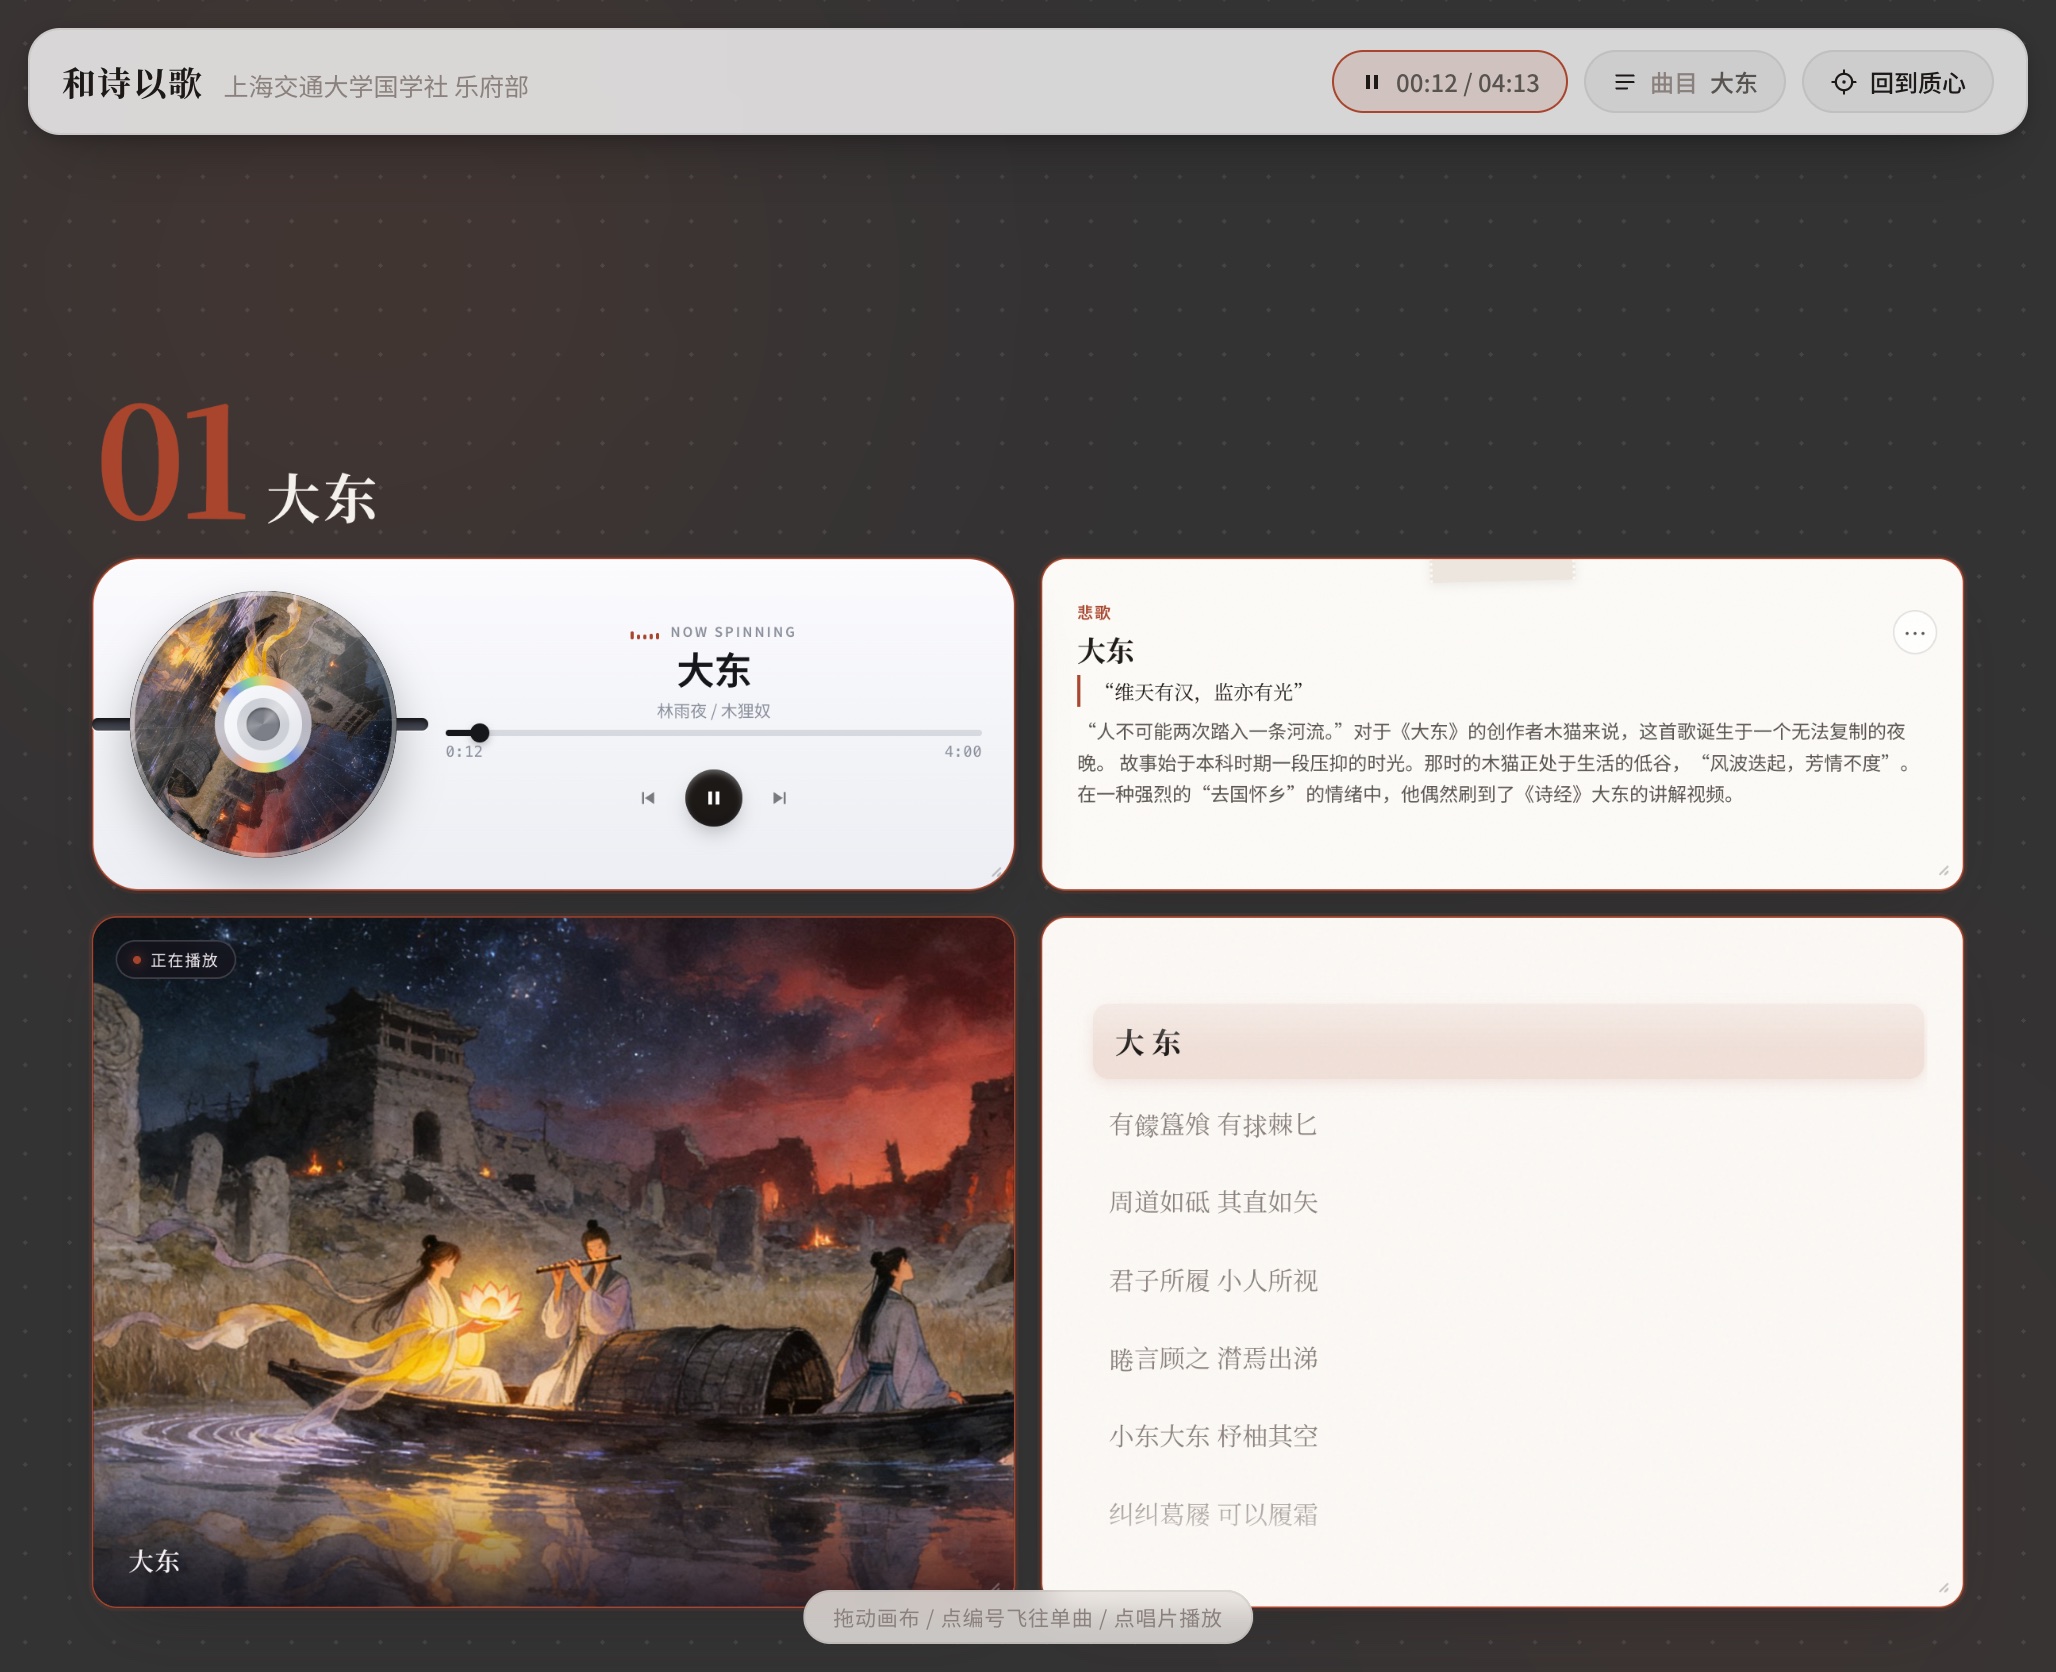 和诗以歌 上海交通大学国学社 乐府部 00:12 / 04:13 曲目 大东 回到质心
01 大东
NOW SPINNING
大东
林雨夜 / 木狸奴
0:12 4:00
悲歌
大东
“维天有汉，监亦有光”
“人不可能两次踏入一条河流。”对于《大东》的创作者木猫来说，这首歌诞生于一个无法复制的夜
晚。 故事始于本科时期一段压抑的时光。那时的木猫正处于生活的低谷，“风波迭起，芳情不度”。
在一种强烈的“去国怀乡”的情绪中，他偶然刷到了《诗经》大东的讲解视频。
正在播放
大东
大 东
有饛簋飧 有捄棘匕
周道如砥 其直如矢
君子所履 小人所视
睠言顾之 潸焉出涕
小东大东 杼柚其空
纠纠葛屦 可以履霜
拖动画布 / 点编号飞往单曲 / 点唱片播放